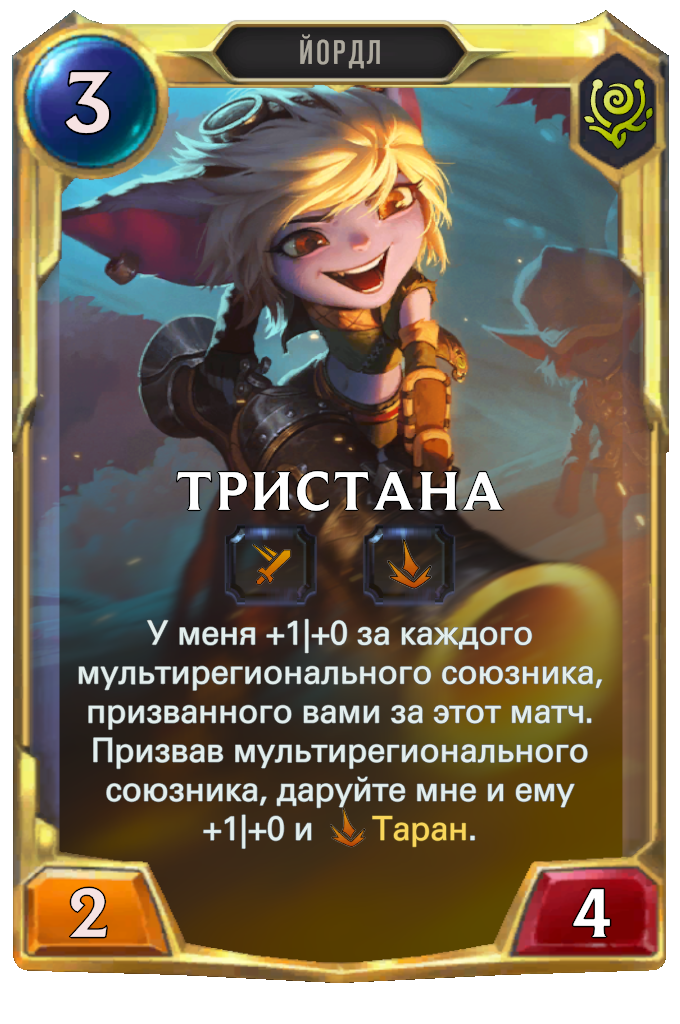 ЙОРДЛ
3
ТРИСТАНА
У меня +1|+0 за каждого
мультирегионального союзника,
призванного вами за этот матч.
Призвав мультирегионального
союзника, даруйте мне и ему
+1|+0 и Таран.
2
4